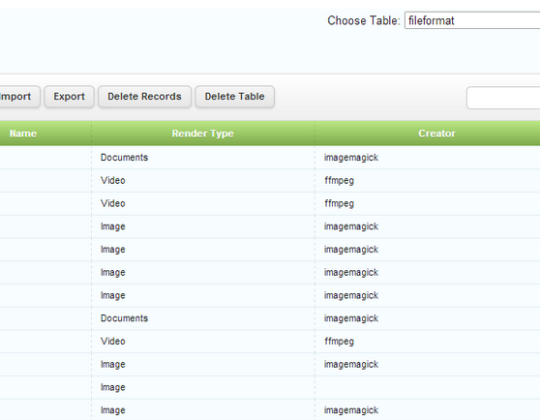 Choose Table: fileformat
Import Export Delete Records Delete Table
Name Render Type Creator
Documents imagemagick
Video ffmpeg
Video ffmpeg
Image imagemagick
Image imagemagick
Image imagemagick
Image imagemagick
Documents imagemagick
Video ffmpeg
Image imagemagick
Image
Image imagemagick